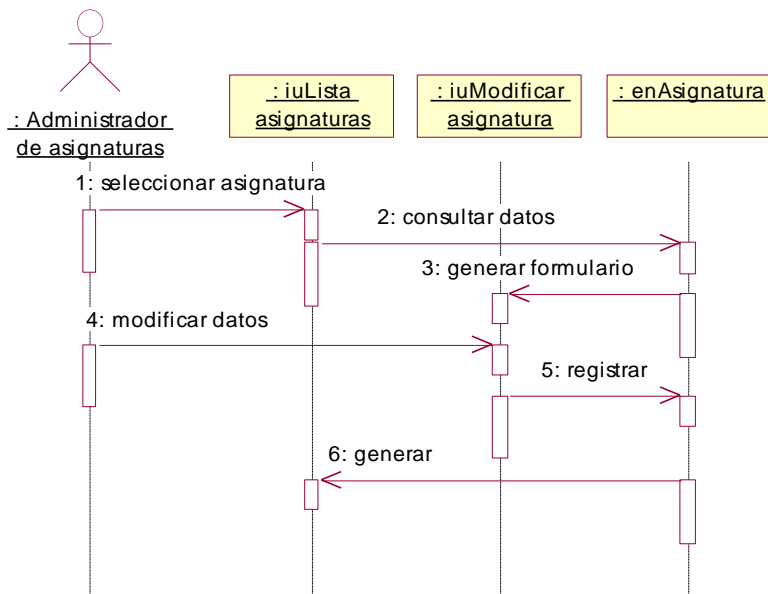 : Administrador
de asignaturas
: iuLista
asignaturas
: iuModificar
asignatura
: enAsignatura
1: seleccionar asignatura
2: consultar datos
3: generar formulario
4: modificar datos
5: registrar
6: generar